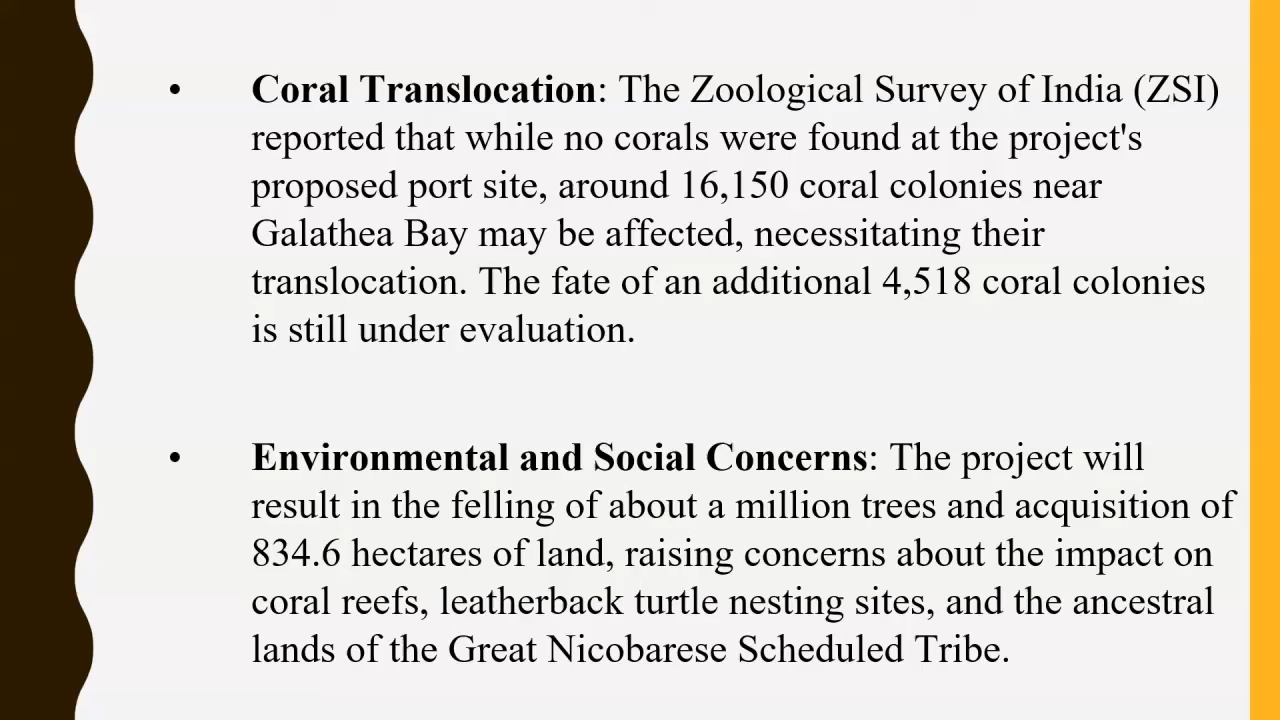 • Coral Translocation: The Zoological Survey of India (ZSI)
reported that while no corals were found at the project's
proposed port site, around 16,150 coral colonies near
Galathea Bay may be affected, necessitating their
translocation. The fate of an additional 4,518 coral colonies
is still under evaluation.
• Environmental and Social Concerns: The project will
result in the felling of about a million trees and acquisition of
834.6 hectares of land, raising concerns about the impact on
coral reefs, leatherback turtle nesting sites, and the ancestral
lands of the Great Nicobarese Scheduled Tribe.